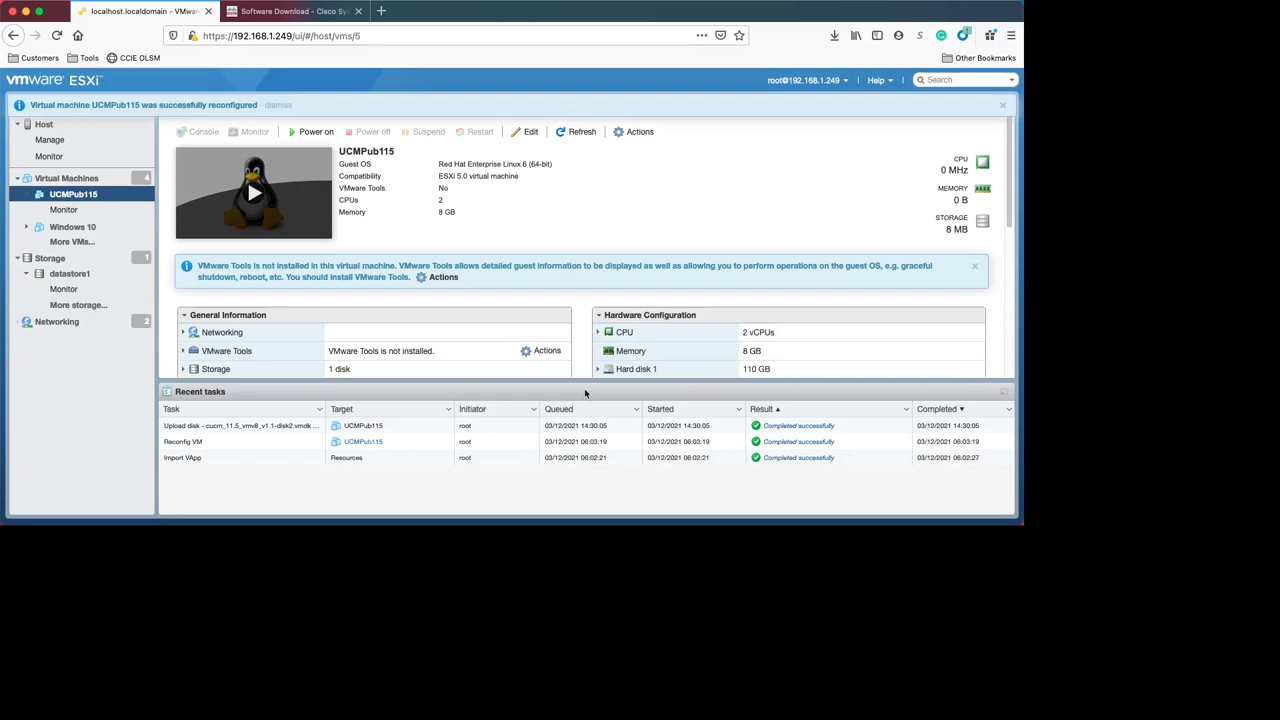 localhost.localdomain - VMwar
Software Download - Cisco Sys
https://192.168.1.249/ui/#/host/vms/5
Customers Tools CCIE OLSM Other Bookmarks
vmware ESXi root@192.168.1.249 Help Search
Virtual machine UCMPub115 was successfully reconfigured - dismiss
Host
Manage
Monitor
Virtual Machines 4
UCMPub115
Monitor
Windows 10
More VMs...
Storage 1
datastore1
Monitor
More storage...
Networking 2
Console Monitor Power on Power off Suspend Restart Edit Refresh Actions
UCMPub115
Guest OS Red Hat Enterprise Linux 6 (64-bit)
Compatibility ESXi 5.0 virtual machine
VMware Tools No
CPUs 2
Memory 8 GB
CPU
0 MHz
MEMORY
0 B
STORAGE
8 MB
VMware Tools is not installed in this virtual machine. VMware Tools allows detailed guest information to be displayed as well as allowing you to perform operations on the guest OS, e.g. graceful
shutdown, reboot, etc. You should install VMware Tools. Actions
General Information
Networking
VMware Tools VMware Tools is not installed. Actions
Storage 1 disk
Hardware Configuration
CPU 2 vCPUs
Memory 8 GB
Hard disk 1 110 GB
Recent tasks
Task Target Initiator Queued Started Result Completed
Upload disk - cucm_11.5_vmv8_v1.1-disk2.vmdk ... UCMPub115 root 03/12/2021 14:30:05 03/12/2021 14:30:05 Completed successfully 03/12/2021 14:30:05
Reconfig VM UCMPub115 root 03/12/2021 06:03:19 03/12/2021 06:03:19 Completed successfully 03/12/2021 06:03:19
Import VApp Resources root 03/12/2021 06:02:21 03/12/2021 06:02:21 Completed successfully 03/12/2021 06:02:27